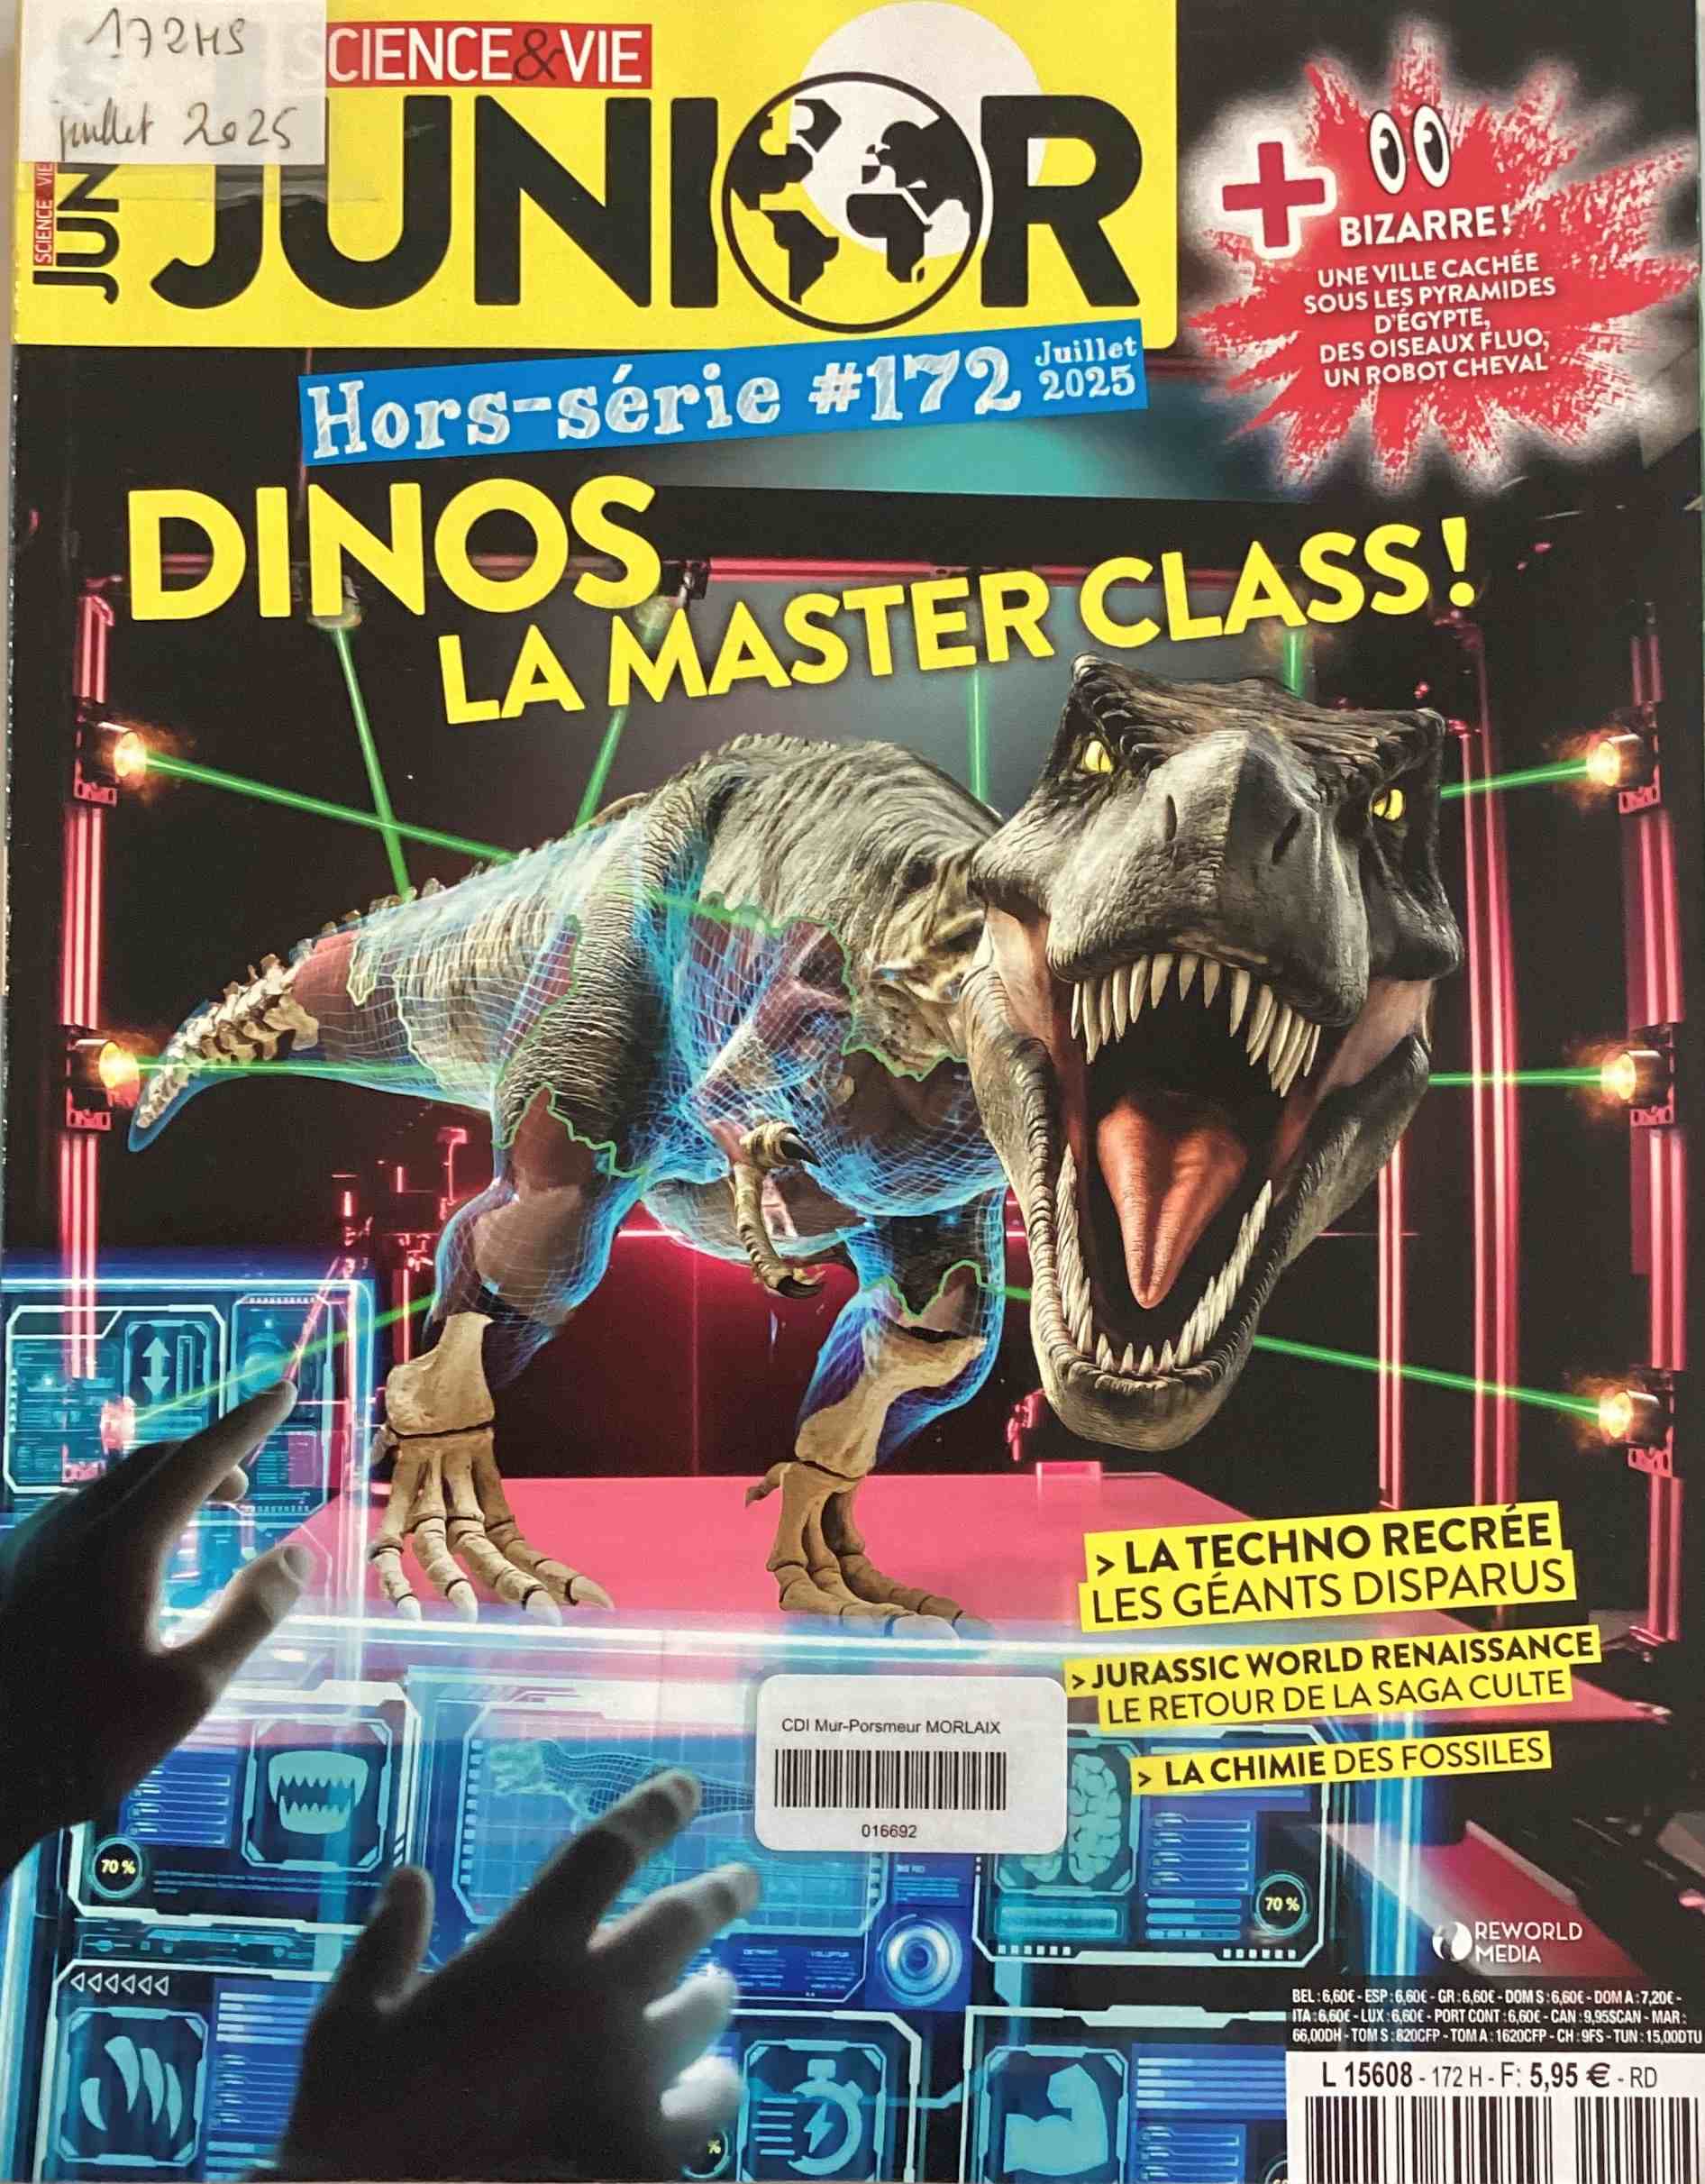 172HS
juillet 2025
SCIENCE&VIE
JUNIOR
SCIENCE VIE
JUN
+
BIZARRE!
UNE VILLE CACHÉE
SOUS LES PYRAMIDES
D'ÉGYPTE,
DES OISEAUX FLUO,
UN ROBOT CHEVAL
Hors-série #172 Juillet 2025
DINOS
LA MASTER CLASS!
> LA TECHNO RECRÉE
LES GÉANTS DISPARUS
> JURASSIC WORLD RENAISSANCE
LE RETOUR DE LA SAGA CULTE
> LA CHIMIE DES FOSSILES
CDI Mur-Porsmeur MORLAIX
016692
70 %
70 %
%
REWORLD
MEDIA
BEL : 6,60€ - ESP : 6,60€ - GR : 6,60€ - DOM S : 6,60€ - DOM A : 7,20€ -
ITA : 6,60€ - LUX : 6,60€ - PORT CONT : 6,60€ - CAN : 9,95$CAN - MAR :
66,00DH - TOM S : 820CFP - TOM A : 1620CFP - CH : 9FS - TUN : 15,00DTU
L 15608 - 172 H - F: 5,95 € - RD